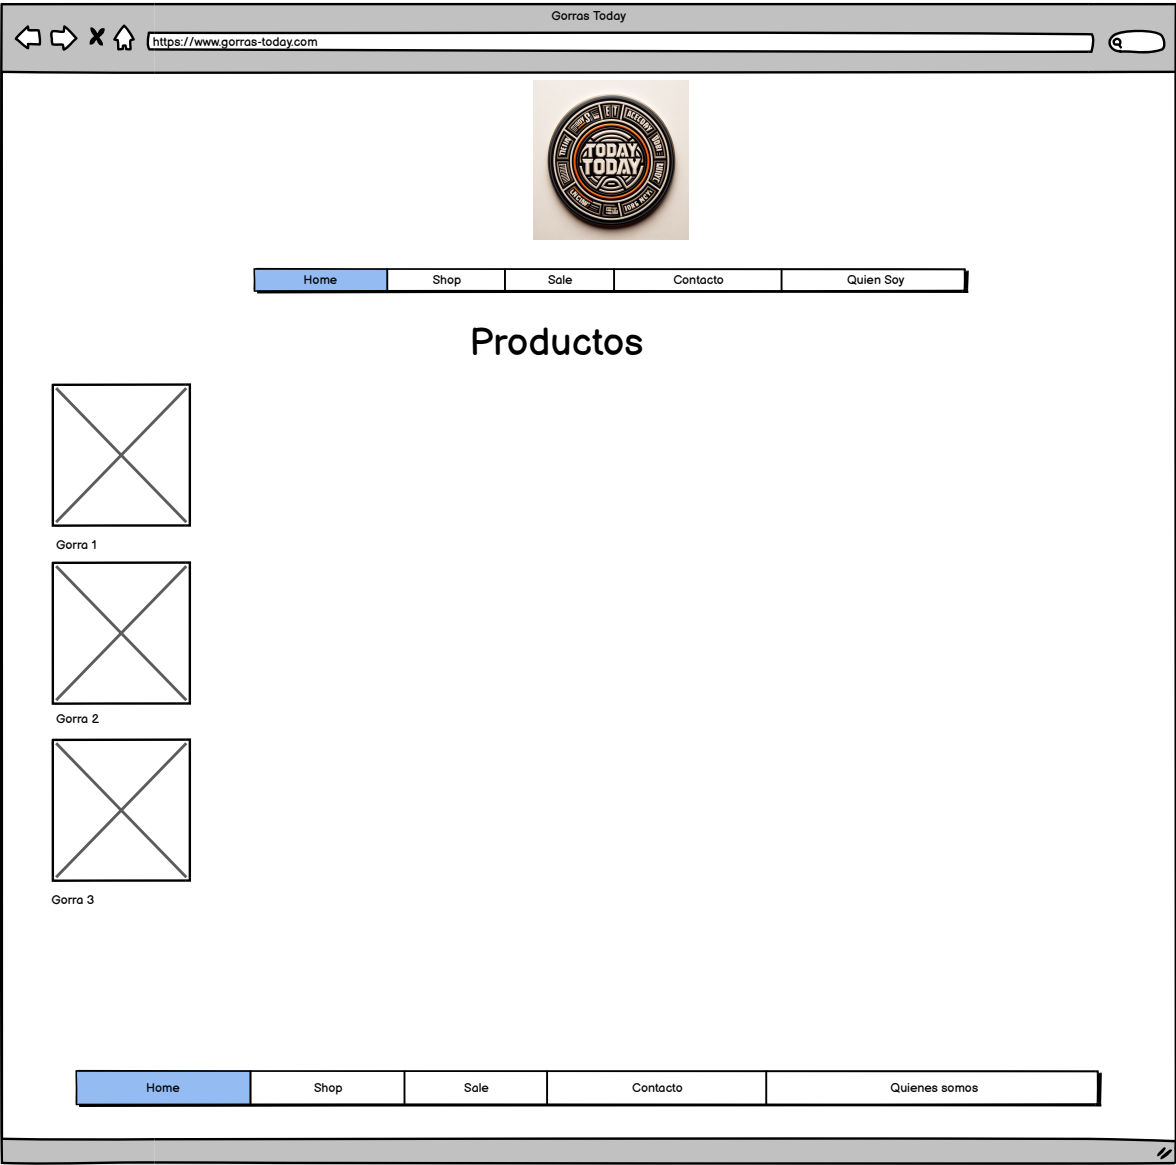 Gorras Today
https://www.gorras-today.com
TODAY
TODAY
Home Shop Sale Contacto Quien Soy
Productos
Gorra 1
Gorra 2
Gorra 3
Home Shop Sale Contacto Quienes somos